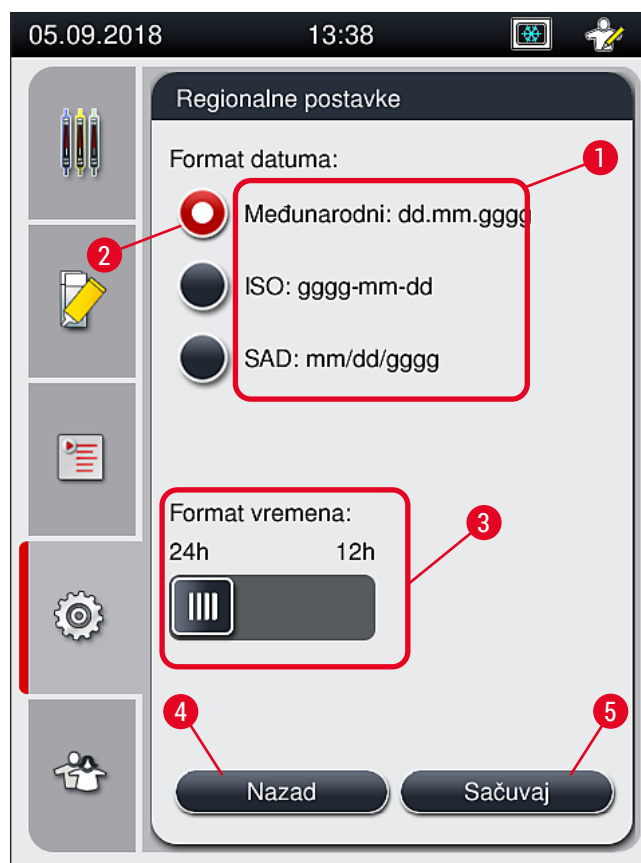 05.09.2018 13:38
Regionalne postavke
Format datuma:
1
Međunarodni: dd.mm.gggg
2
ISO: gggg-mm-dd
SAD: mm/dd/gggg
Format vremena:
3
24h 12h
4 5
Nazad Sačuvaj